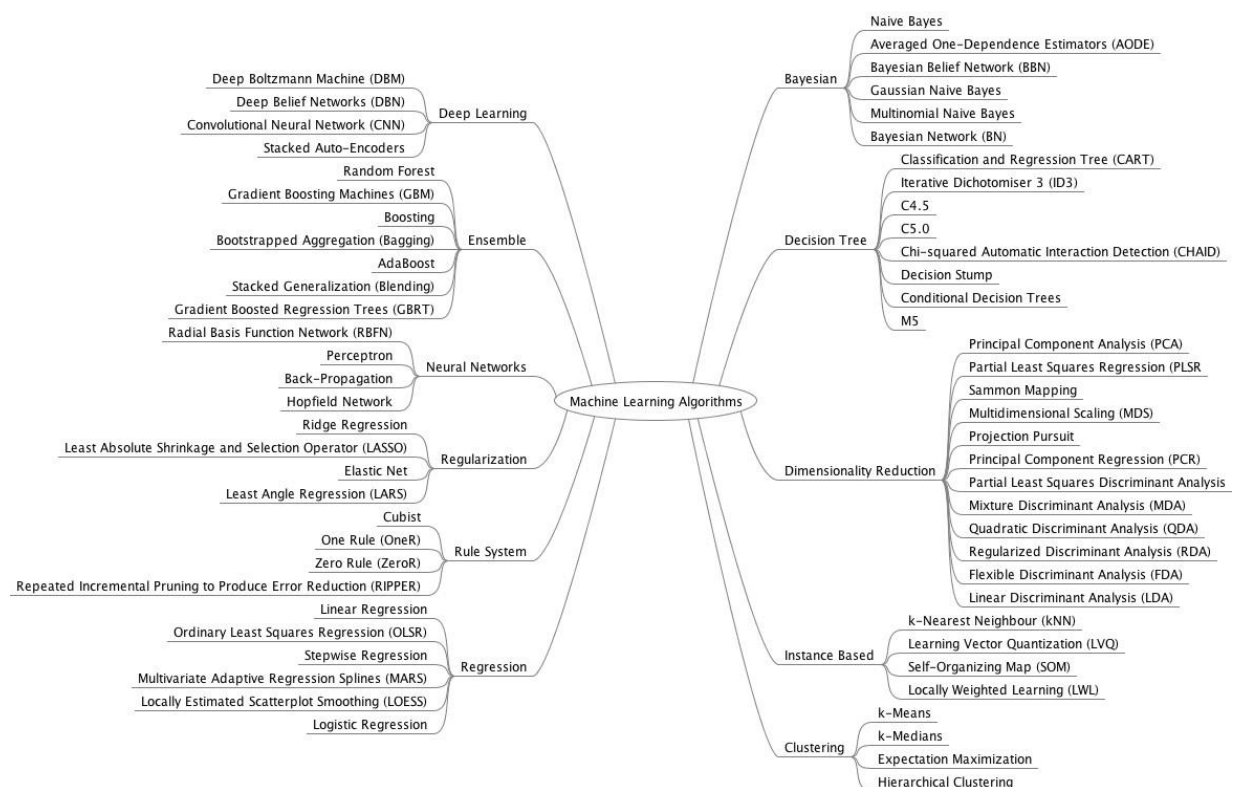 Machine Learning Algorithms
Deep Learning
Deep Boltzmann Machine (DBM)
Deep Belief Networks (DBN)
Convolutional Neural Network (CNN)
Stacked Auto-Encoders
Ensemble
Random Forest
Gradient Boosting Machines (GBM)
Boosting
Bootstrapped Aggregation (Bagging)
AdaBoost
Stacked Generalization (Blending)
Gradient Boosted Regression Trees (GBRT)
Neural Networks
Radial Basis Function Network (RBFN)
Perceptron
Back-Propagation
Hopfield Network
Regularization
Ridge Regression
Least Absolute Shrinkage and Selection Operator (LASSO)
Elastic Net
Least Angle Regression (LARS)
Rule System
Cubist
One Rule (OneR)
Zero Rule (ZeroR)
Repeated Incremental Pruning to Produce Error Reduction (RIPPER)
Regression
Linear Regression
Ordinary Least Squares Regression (OLSR)
Stepwise Regression
Multivariate Adaptive Regression Splines (MARS)
Locally Estimated Scatterplot Smoothing (LOESS)
Logistic Regression
Bayesian
Naive Bayes
Averaged One-Dependence Estimators (AODE)
Bayesian Belief Network (BBN)
Gaussian Naive Bayes
Multinomial Naive Bayes
Bayesian Network (BN)
Decision Tree
Classification and Regression Tree (CART)
Iterative Dichotomiser 3 (ID3)
C4.5
C5.0
Chi-squared Automatic Interaction Detection (CHAID)
Decision Stump
Conditional Decision Trees
M5
Dimensionality Reduction
Principal Component Analysis (PCA)
Partial Least Squares Regression (PLSR
Sammon Mapping
Multidimensional Scaling (MDS)
Projection Pursuit
Principal Component Regression (PCR)
Partial Least Squares Discriminant Analysis
Mixture Discriminant Analysis (MDA)
Quadratic Discriminant Analysis (QDA)
Regularized Discriminant Analysis (RDA)
Flexible Discriminant Analysis (FDA)
Linear Discriminant Analysis (LDA)
Instance Based
k-Nearest Neighbour (kNN)
Learning Vector Quantization (LVQ)
Self-Organizing Map (SOM)
Locally Weighted Learning (LWL)
Clustering
k-Means
k-Medians
Expectation Maximization
Hierarchical Clustering